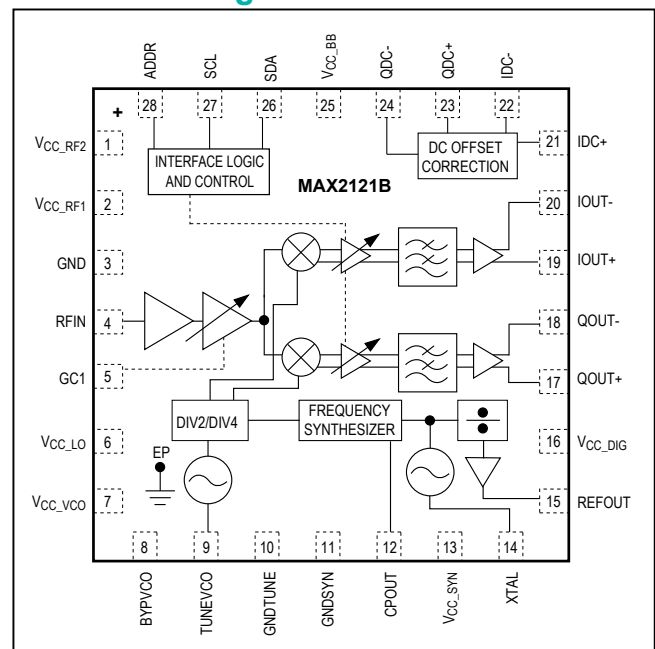 ADDR
SCL
SDA
VCC_BB
QDC-
QDC+
IDC-
28
27
26
25
24
23
22
+
VCC_RF2
1
INTERFACE LOGIC
AND CONTROL
MAX2121B
DC OFFSET
CORRECTION
21
IDC+
VCC_RF1
2
20
IOUT-
GND
3
19
IOUT+
RFIN
4
18
QOUT-
GC1
5
17
QOUT+
DIV2/DIV4
FREQUENCY
SYNTHESIZER
VCC_LO
6
EP
16
VCC_DIG
VCC_VCO
7
15
REFOUT
8
9
10
11
12
13
14
BYPVCO
TUNEVCO
GNDTUNE
GNDSYN
CPOUT
VCC_SYN
XTAL